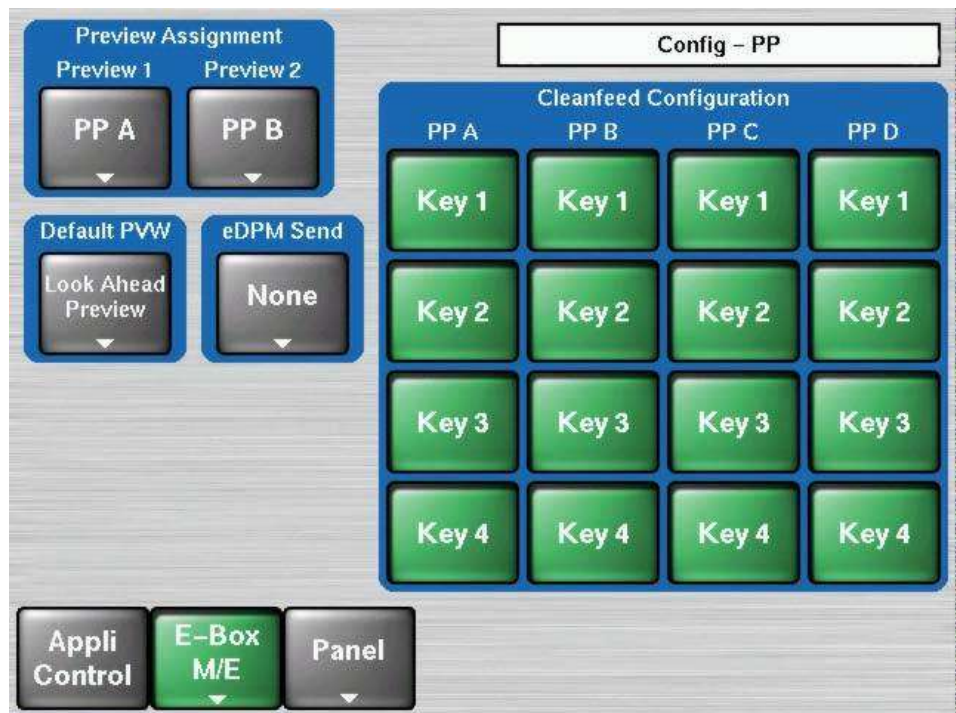 Preview Assignment
Preview 1 Preview 2
PP A PP B
Default PVW
Look Ahead
Preview
eDPM Send
None
Config – PP
Cleanfeed Configuration
PP A PP B PP C PP D
Key 1 Key 1 Key 1 Key 1
Key 2 Key 2 Key 2 Key 2
Key 3 Key 3 Key 3 Key 3
Key 4 Key 4 Key 4 Key 4
Appli
Control
E–Box
M/E
Panel